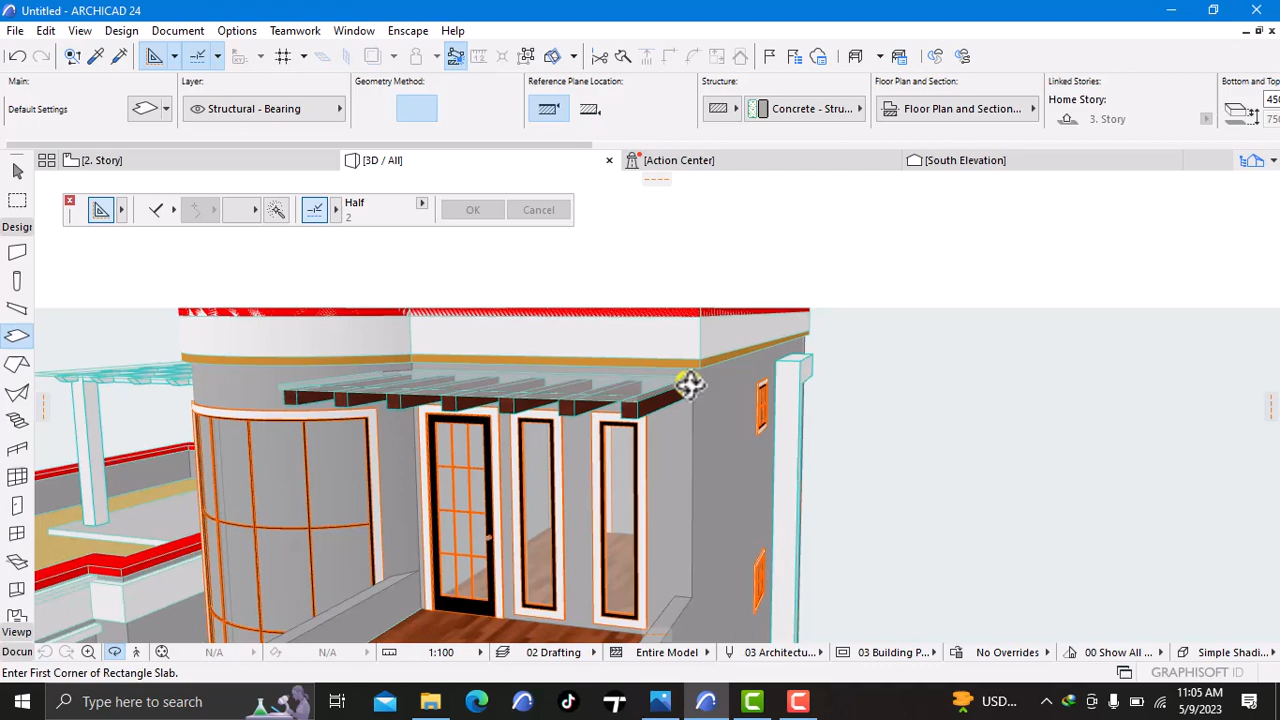 Untitled - ARCHICAD 24
File Edit View Design Document Options Teamwork Window Enscape Help
Main: Layer: Geometry Method: Reference Plane Location: Structure: Floor Plan and Section: Linked Stories: Bottom and Top
Default Settings Structural - Bearing Concrete - Stru... Floor Plan and Section... Home Story: 450
3. Story 750
[2. Story] [3D / All] [Action Center] [South Elevation]
Half
2
OK Cancel
Design
Viewp
Docun N/A N/A 1:100 02 Drafting Entire Model 03 Architectu... 03 Building P... No Overrides 00 Show All ... Simple Shadi...
Enter First Corner of Rectangle Slab. GRAPHISOFT ID
Type here to search USD... 11:05 AM
5/9/2023